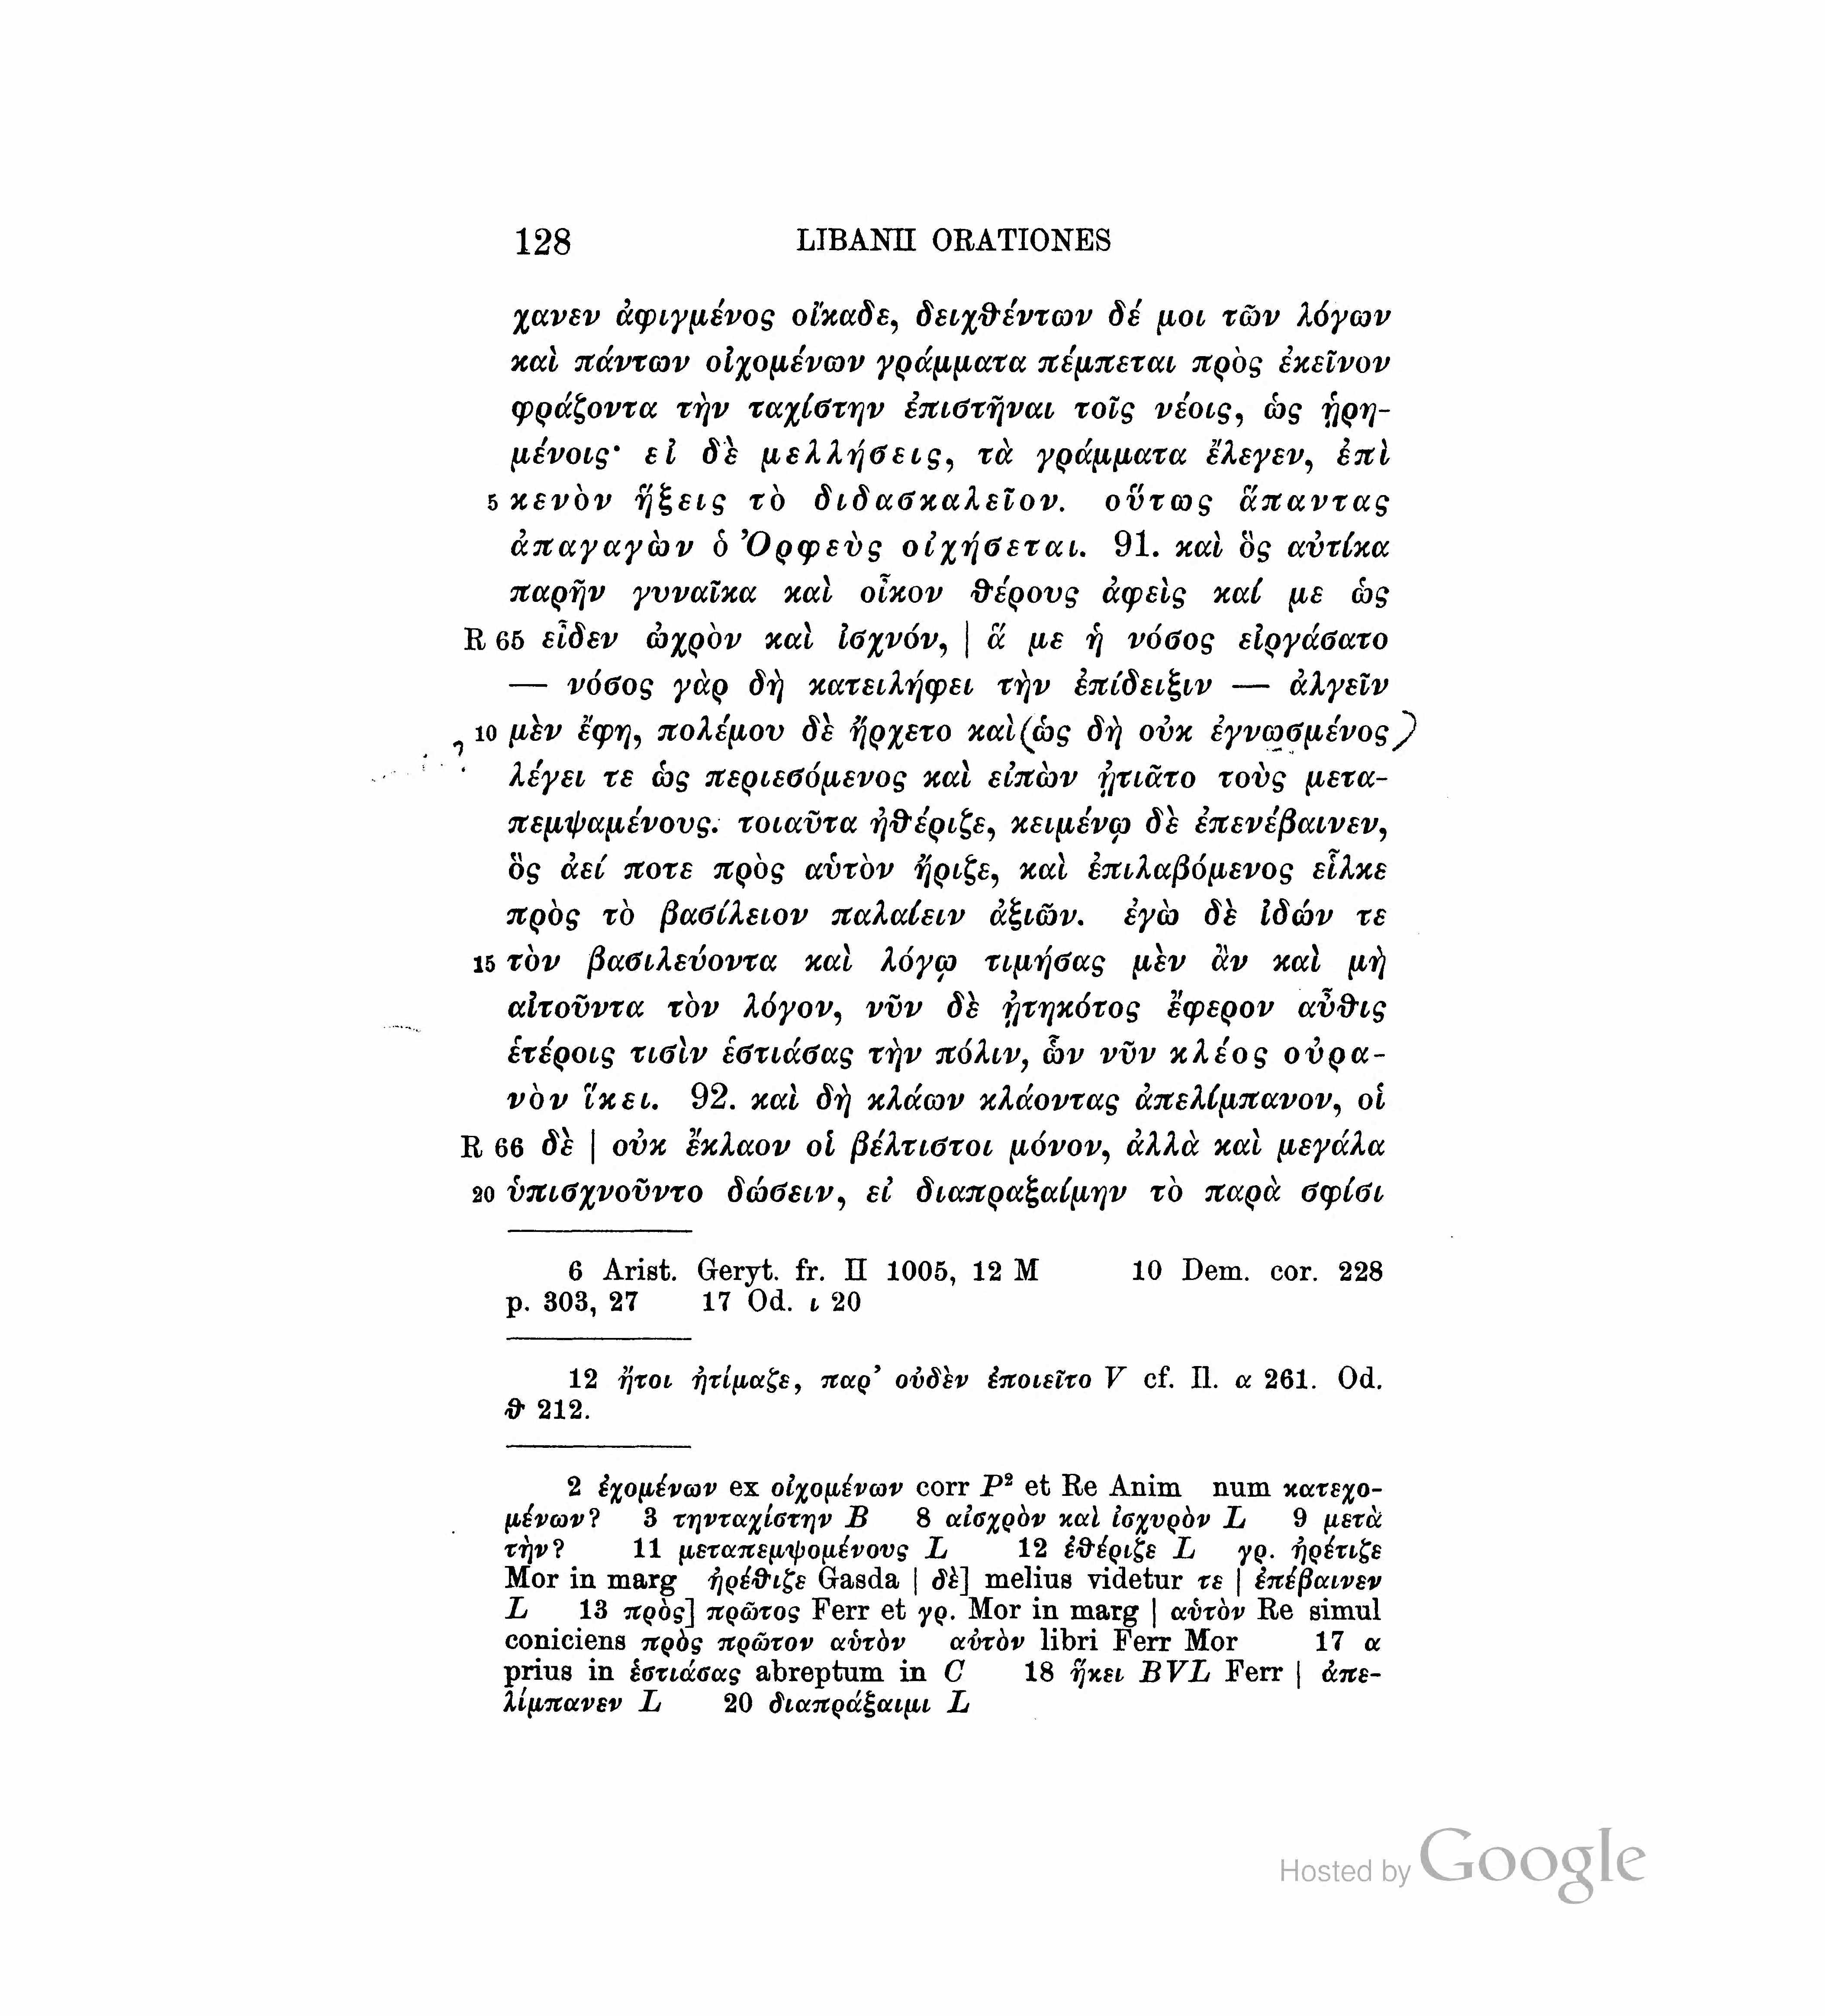 128 LIBANII ORATIONES
χανεν ἀφιγμένος οἴκαδε, δειχθέντων δέ μοι τῶν λόγων
καὶ πάντων οἰχομένων γράμματα πέμπεται πρὸς ἐκεῖνον
φράζοντα τὴν ταχίστην ἐπιστῆναι τοῖς νέοις, ὡς ᾑρη-
μένοις· εἰ δὲ μελλήσεις, τὰ γράμματα ἔλεγεν, ἐπὶ
5 κενὸν ἥξεις τὸ διδασκαλεῖον. οὕτως ἅπαντας
ἀπαγαγὼν ὁ Ὀρφεὺς οἰχήσεται. 91. καὶ ὃς αὐτίκα
παρῆν γυναῖκα καὶ οἶκον θέρους ἀφεὶς καί με ὡς
R 65 εἶδεν ὠχρὸν καὶ ἰσχνόν, | ἅ με ἡ νόσος εἰργάσατο
— νόσος γὰρ δὴ κατειλήφει τὴν ἐπίδειξιν — ἀλγεῖν
10 μὲν ἔφη, πολέμου δὲ ἤρχετο καὶ (ὡς δὴ οὐκ ἐγνωσμένος)
λέγει τε ὡς περιεσόμενος καὶ εἰπὼν ᾐτιᾶτο τοὺς μετα-
πεμψαμένους. τοιαῦτα ἠθέριζε, κειμένῳ δὲ ἐπενέβαινεν,
ὃς ἀεί ποτε πρὸς αὑτὸν ἤριζε, καὶ ἐπιλαβόμενος εἷλκε
πρὸς τὸ βασίλειον παλαίειν ἀξιῶν. ἐγὼ δὲ ἰδών τε
15 τὸν βασιλεύοντα καὶ λόγῳ τιμήσας μὲν ἂν καὶ μὴ
αἰτοῦντα τὸν λόγον, νῦν δὲ ᾐτηκότος ἔφερον αὖθις
ἑτέροις τισὶν ἑστιάσας τὴν πόλιν, ὧν νῦν κλέος οὐρα-
νὸν ἵκει. 92. καὶ δὴ κλάων κλάοντας ἀπελίμπανον, οἱ
R 66 δὲ | οὐκ ἔκλαον οἱ βέλτιστοι μόνον, ἀλλὰ καὶ μεγάλα
20 ὑπισχνοῦντο δώσειν, εἰ διαπραξαίμην τὸ παρὰ σφίσι
6 Arist. Geryt. fr. II 1005, 12 M 10 Dem. cor. 228
p. 303, 27 17 Od. ι 20
12 ἤτοι ἠτίμαζε, παρ’ οὐδὲν ἐποιεῖτο V cf. Il. α 261. Od.
θ 212.
2 ἐχομένων ex οἰχομένων corr P² et Re Anim num κατεχο-
μένων? 3 τηνταχίστην B 8 αἰσχρὸν καὶ ἰσχυρὸν L 9 μετὰ
τὴν? 11 μεταπεμψομένους L 12 ἐθέριζε L γρ. ἠρέτιζε
Mor in marg ἠρέθιζε Gasda | δὲ] melius videtur τε | ἐπέβαινεν
L 13 πρὸς] πρῶτος Ferr et γρ. Mor in marg | αὑτὸν Re simul
coniciens πρὸς πρῶτον αὑτὸν αὐτὸν libri Ferr Mor 17 α
prius in ἑστιάσας abreptum in C 18 ἥκει BVL Ferr | ἀπε-
λίμπανεν L 20 διαπράξαιμι L
Hosted by Google